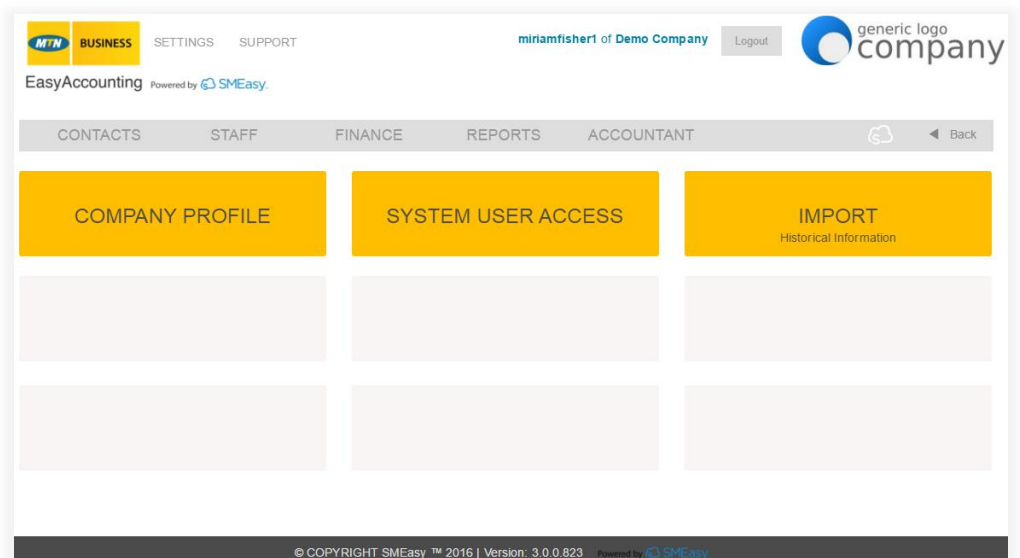 MTN BUSINESS SETTINGS SUPPORT
miriamfisher1 of Demo Company Logout
generic logo
company
EasyAccounting Powered by SMEasy.
CONTACTS STAFF FINANCE REPORTS ACCOUNTANT Back
COMPANY PROFILE
SYSTEM USER ACCESS
IMPORT
Historical Information
© COPYRIGHT SMEasy ™ 2016 | Version: 3.0.0.823 Powered by SMEasy